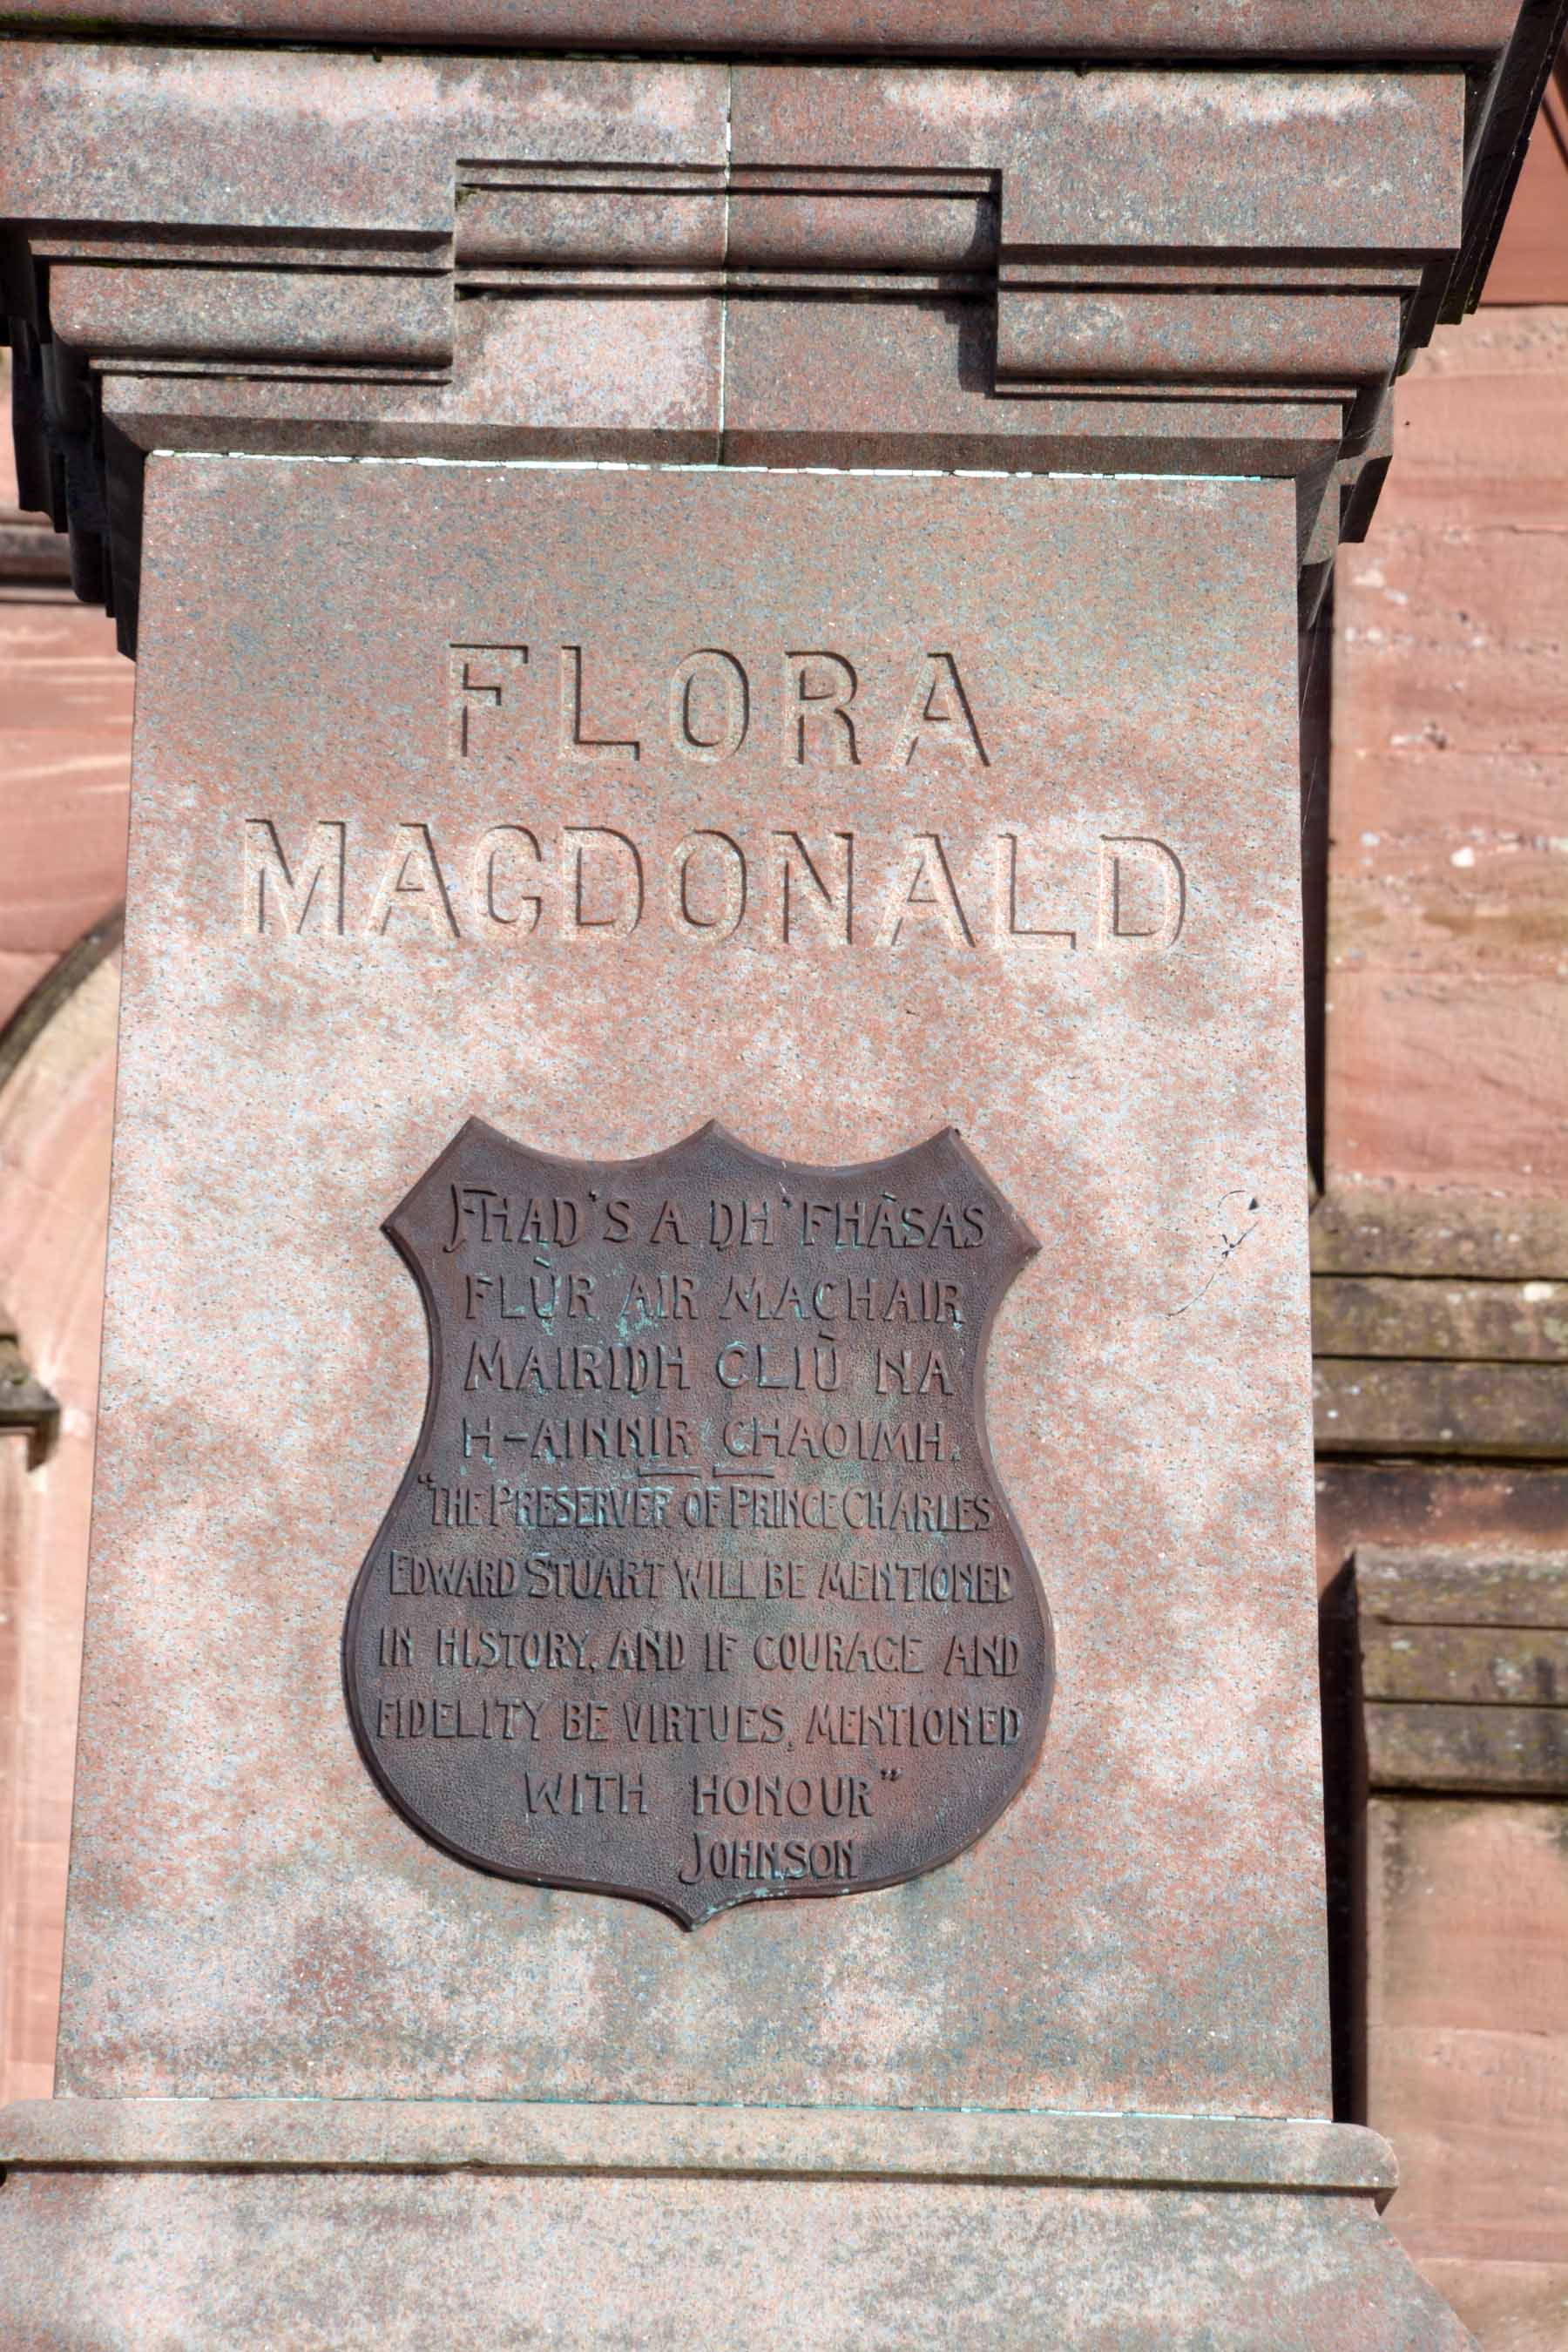 FLORA
MACDONALD
FHAD'S A DH'FHÀSAS
FLÙR AIR MACHAIR
MAIRIDH CLIÙ NA
H-AINNIR CHAOIMH.
"THE PRESERVER OF PRINCE CHARLES
EDWARD STUART WILL BE MENTIONED
IN HISTORY, AND IF COURAGE AND
FIDELITY BE VIRTUES, MENTIONED
WITH HONOUR"
JOHNSON